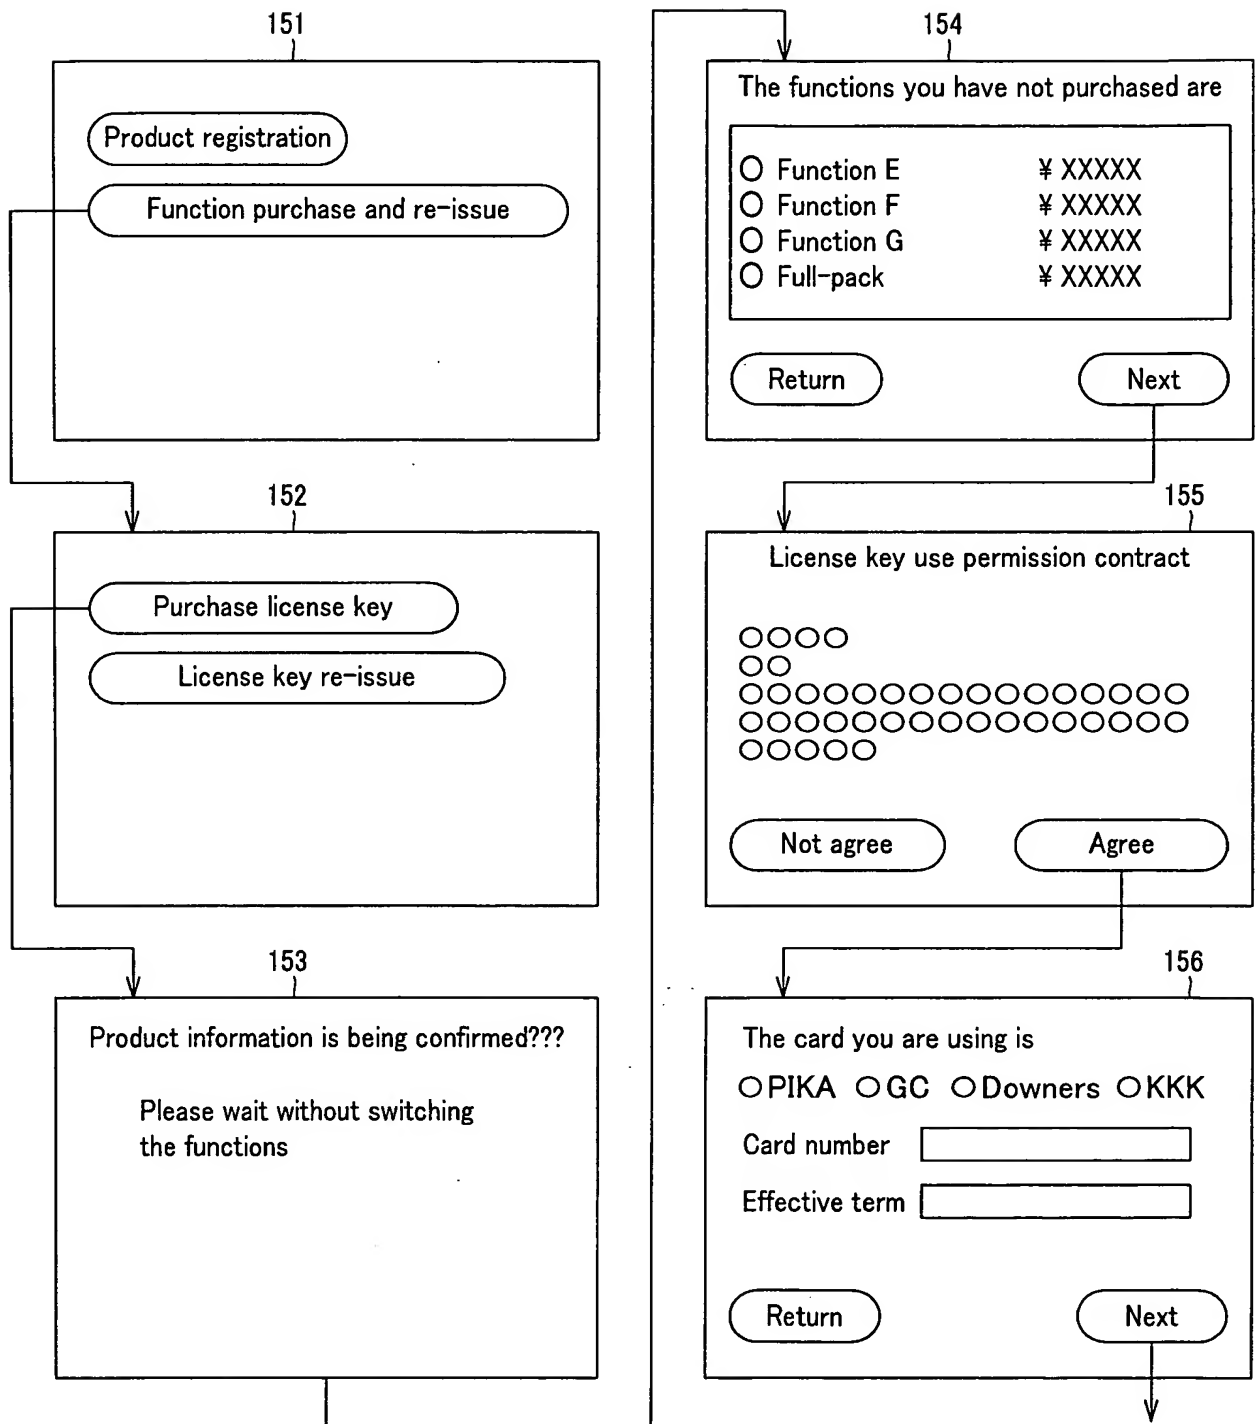 151
Product registration
Function purchase and re-issue
152
Purchase license key
License key re-issue
153
Product information is being confirmed???
Please wait without switching
the functions
154
The functions you have not purchased are
○ Function E ¥ XXXXX
○ Function F ¥ XXXXX
○ Function G ¥ XXXXX
○ Full-pack ¥ XXXXX
Return Next
155
License key use permission contract
○○○○
○○
○○○○○○○○○○○○○○○○
○○○○○○○○○○○○○○○○
○○○○○
Not agree Agree
156
The card you are using is
○PIKA ○GC ○Downers ○KKK
Card number
Effective term
Return Next